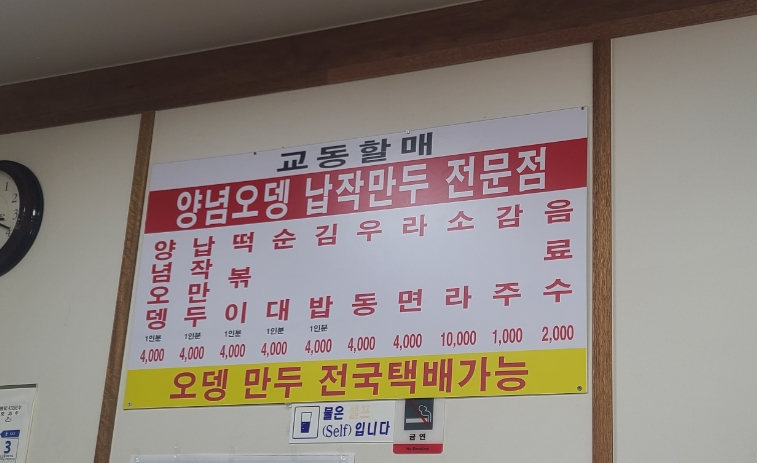 교동할매
양념오뎅 납작만두 전문점
양념오뎅 1인분 4,000
납작만두 1인분 4,000
떡볶이 1인분 4,000
순대 1인분 4,000
김밥 1인분 4,000
우동 4,000
라면 4,000
소라 10,000
감주 1,000
음료수 2,000
오뎅 만두 전국택배가능
물은 셀프
(Self)입니다
금연
3